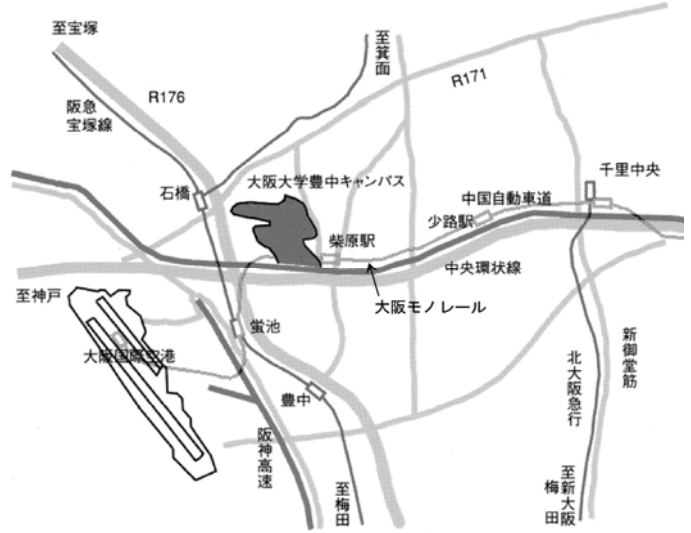 至宝塚
至箕面
R176
R171
阪急
宝塚線
石橋
大阪大学豊中キャンパス
千里中央
中国自動車道
少路駅
柴原駅
中央環状線
至神戸
大阪モノレール
蛍池
大阪国際空港
豊中
新御堂筋
北大阪急行
阪神高速
至梅田
至新大阪
梅田